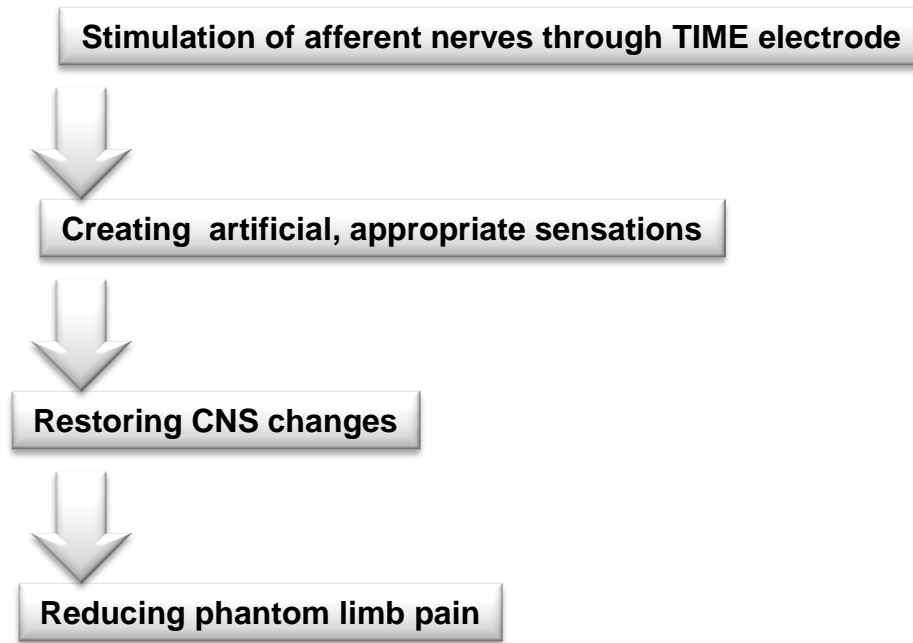 Stimulation of afferent nerves through TIME electrode
Creating artificial, appropriate sensations
Restoring CNS changes
Reducing phantom limb pain